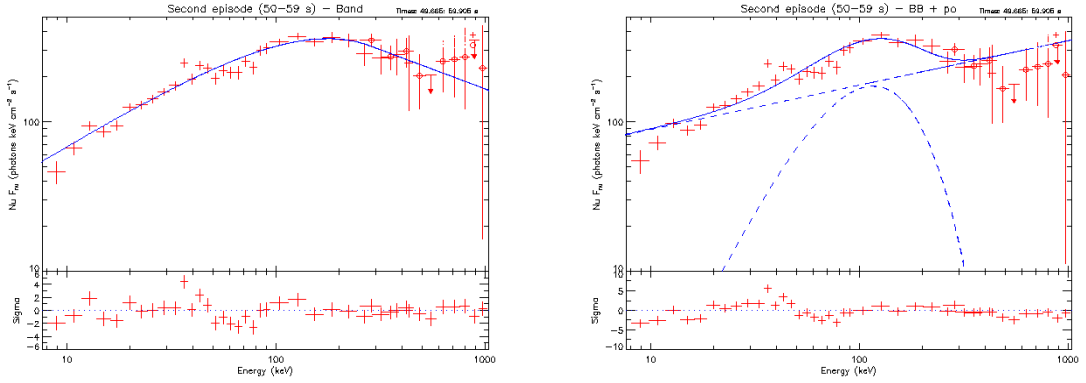 Second episode (50-59 s) - Band
Times: 49.665: 59.905 s
Nu Fnu (photons keV cm-2 s-1)
100
10
Sigma
6
4
2
0
-2
-4
-6
10
100
1000
Energy (keV)
Second episode (50-59 s) - BB + po
Times: 49.665: 59.905 s
Nu Fnu (photons keV cm-2 s-1)
100
10
Sigma
10
5
0
-5
-10
10
100
1000
Energy (keV)